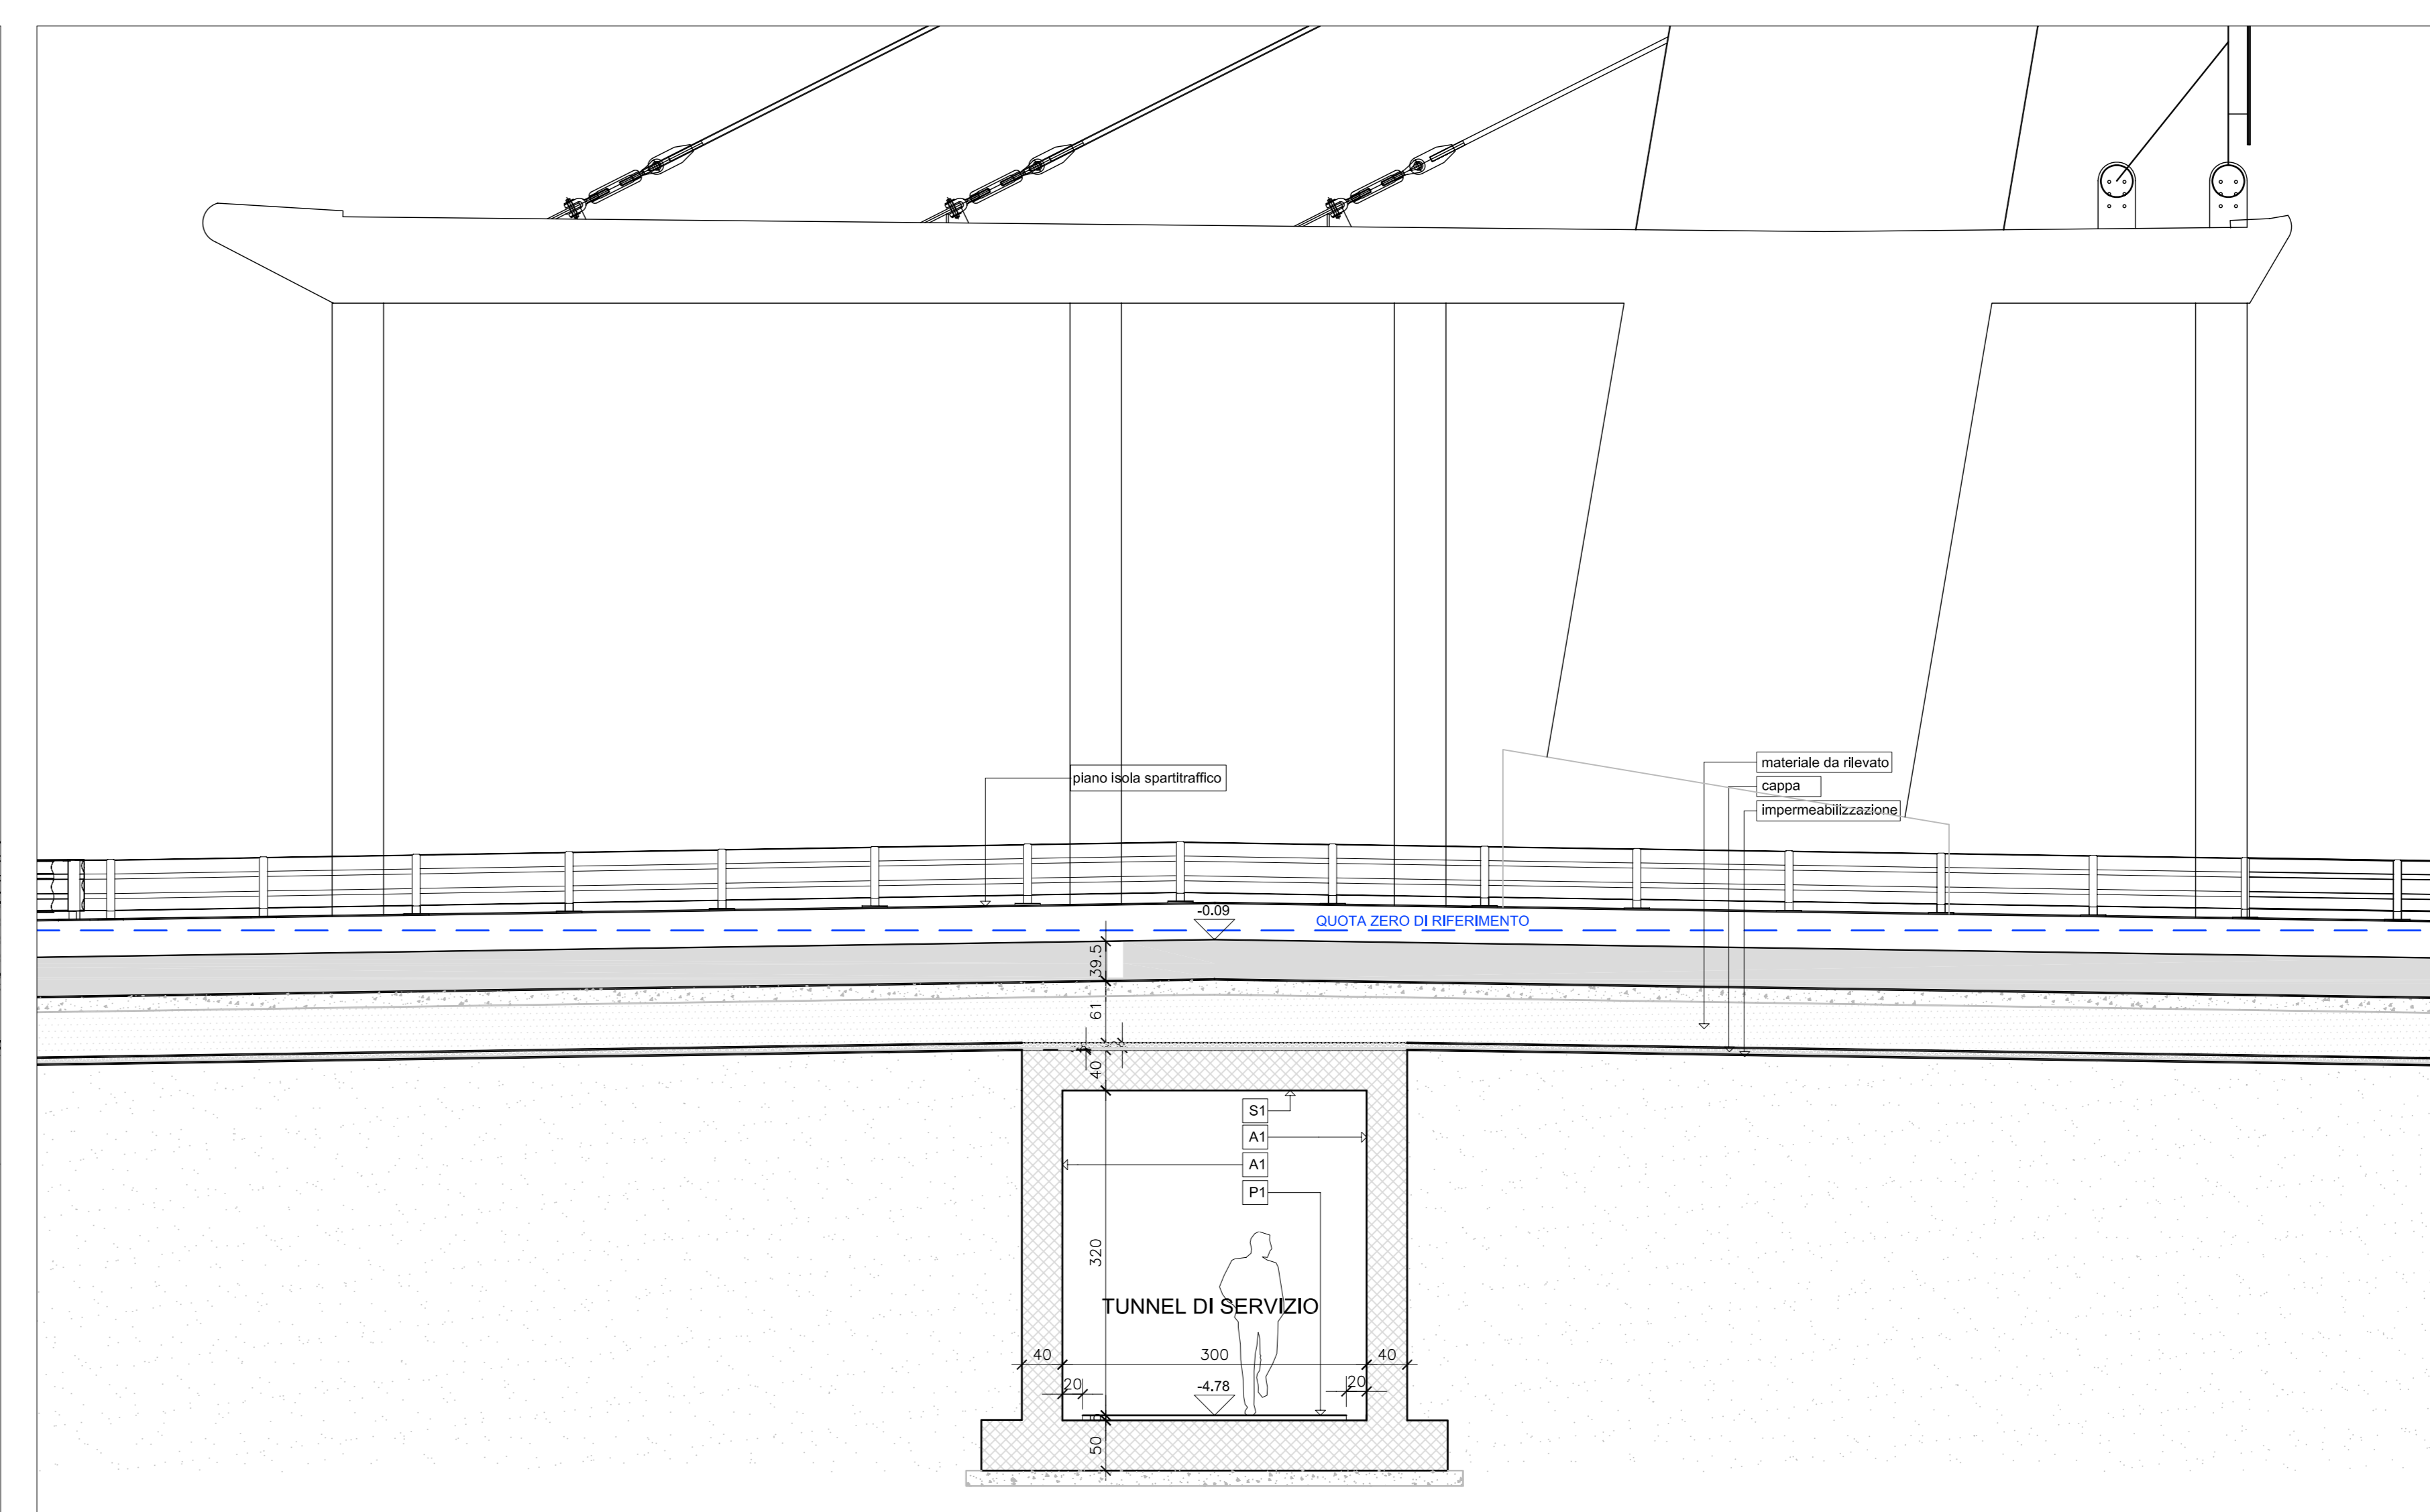 piano isola spartitraffico
materiale da rilevato
cappa
impermeabilizzazione
-0.09
QUOTA ZERO DI RIFERIMENTO
39.5
61
40
S1
A1
A1
P1
320
TUNNEL DI SERVIZIO
40
300
40
20
-4.78
20
50